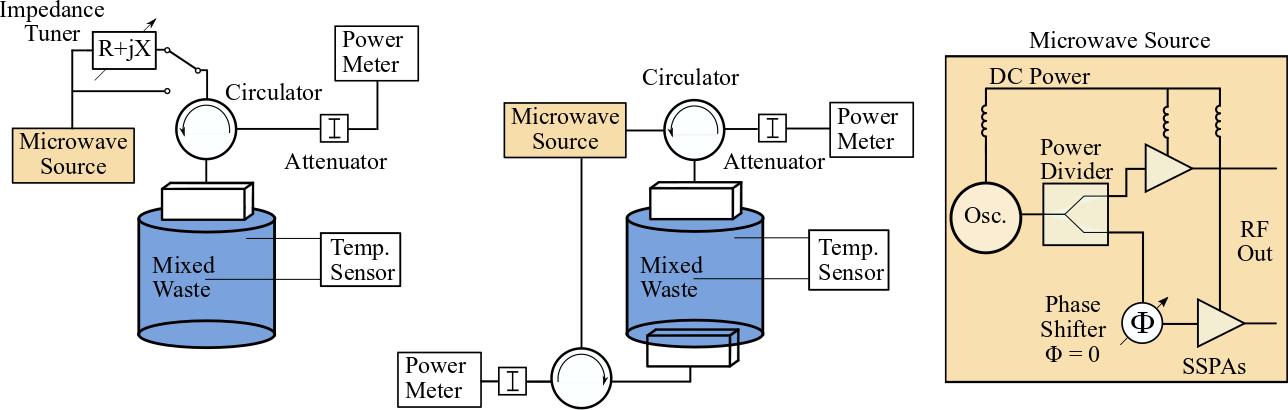 Impedance
Tuner
R+jX
Microwave
Source
Circulator
Power
Meter
Attenuator
Mixed
Waste
Temp.
Sensor
Microwave
Source
Circulator
Power
Meter
Attenuator
Mixed
Waste
Temp.
Sensor
Power
Meter
Microwave Source
DC Power
Power
Divider
Osc.
RF
Out
Phase
Shifter
Φ = 0
Φ
SSPAs